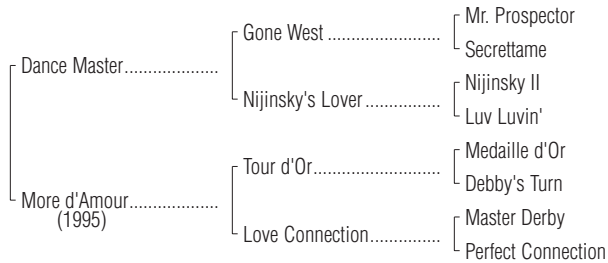 Mr. Prospector
Gone West ........................
Secrettame
Dance Master....................
Nijinsky II
Nijinsky's Lover ................
Luv Luvin'
Medaille d'Or
Tour d'Or...........................
Debby's Turn
More d'Amour...................
(1995)
Master Derby
Love Connection...............
Perfect Connection